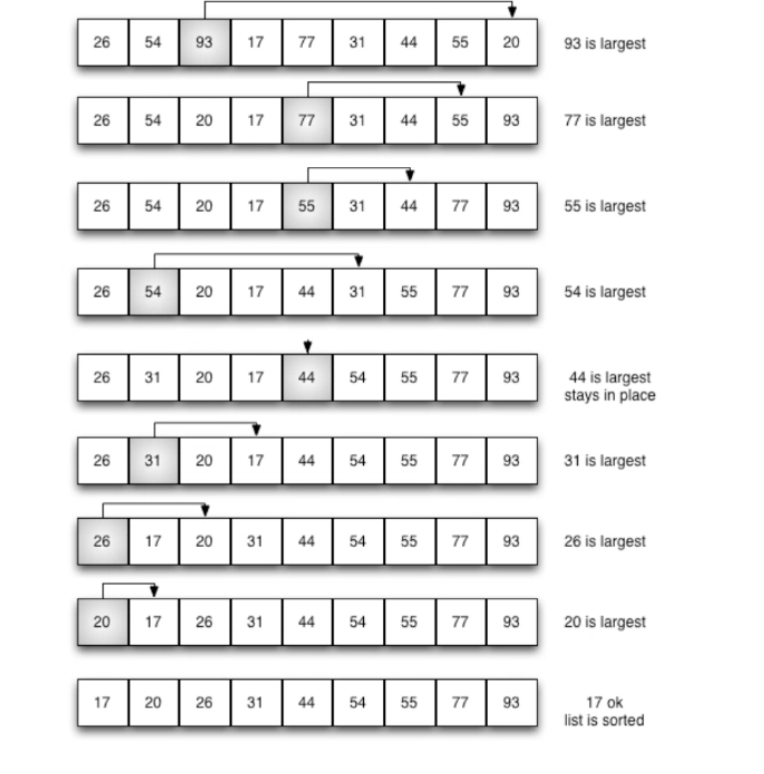 26 54 93 17 77 31 44 55 20 93 is largest
26 54 20 17 77 31 44 55 93 77 is largest
26 54 20 17 55 31 44 77 93 55 is largest
26 54 20 17 44 31 55 77 93 54 is largest
26 31 20 17 44 54 55 77 93 44 is largest
stays in place
26 31 20 17 44 54 55 77 93 31 is largest
26 17 20 31 44 54 55 77 93 26 is largest
20 17 26 31 44 54 55 77 93 20 is largest
17 20 26 31 44 54 55 77 93 17 ok
list is sorted